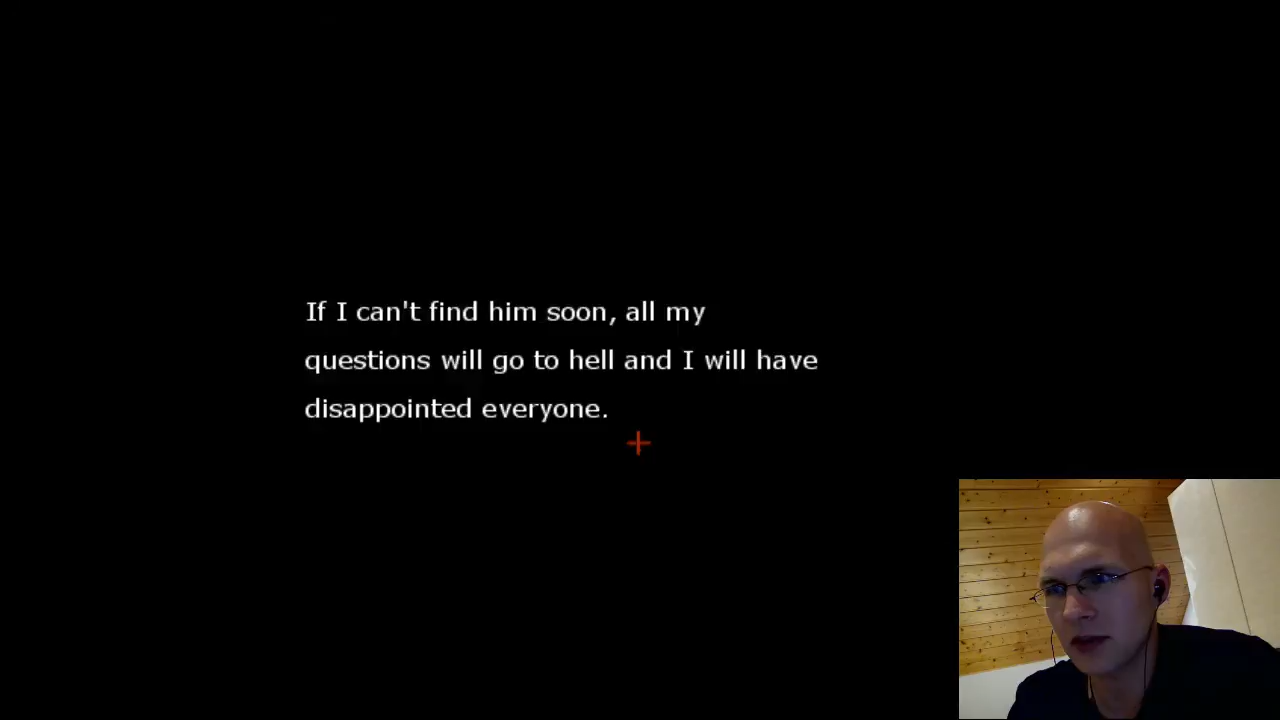 If I can't find him soon, all my
questions will go to hell and I will have
disappointed everyone.